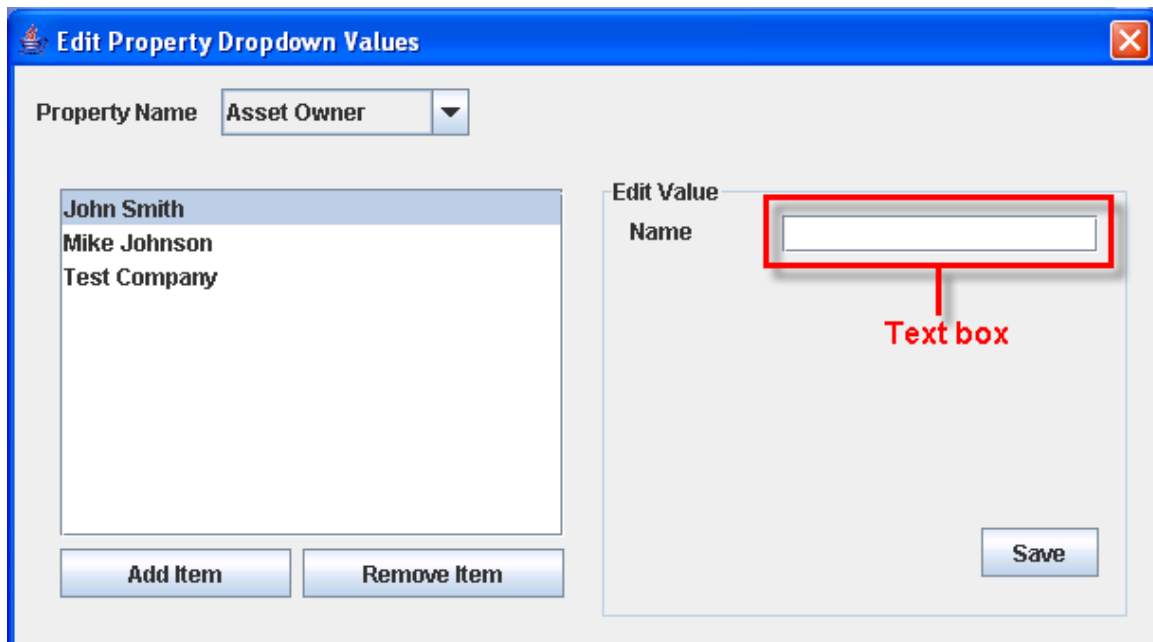 Edit Property Dropdown Values
Property Name Asset Owner
John Smith
Mike Johnson
Test Company
Add Item Remove Item
Edit Value
Name
Text box
Save